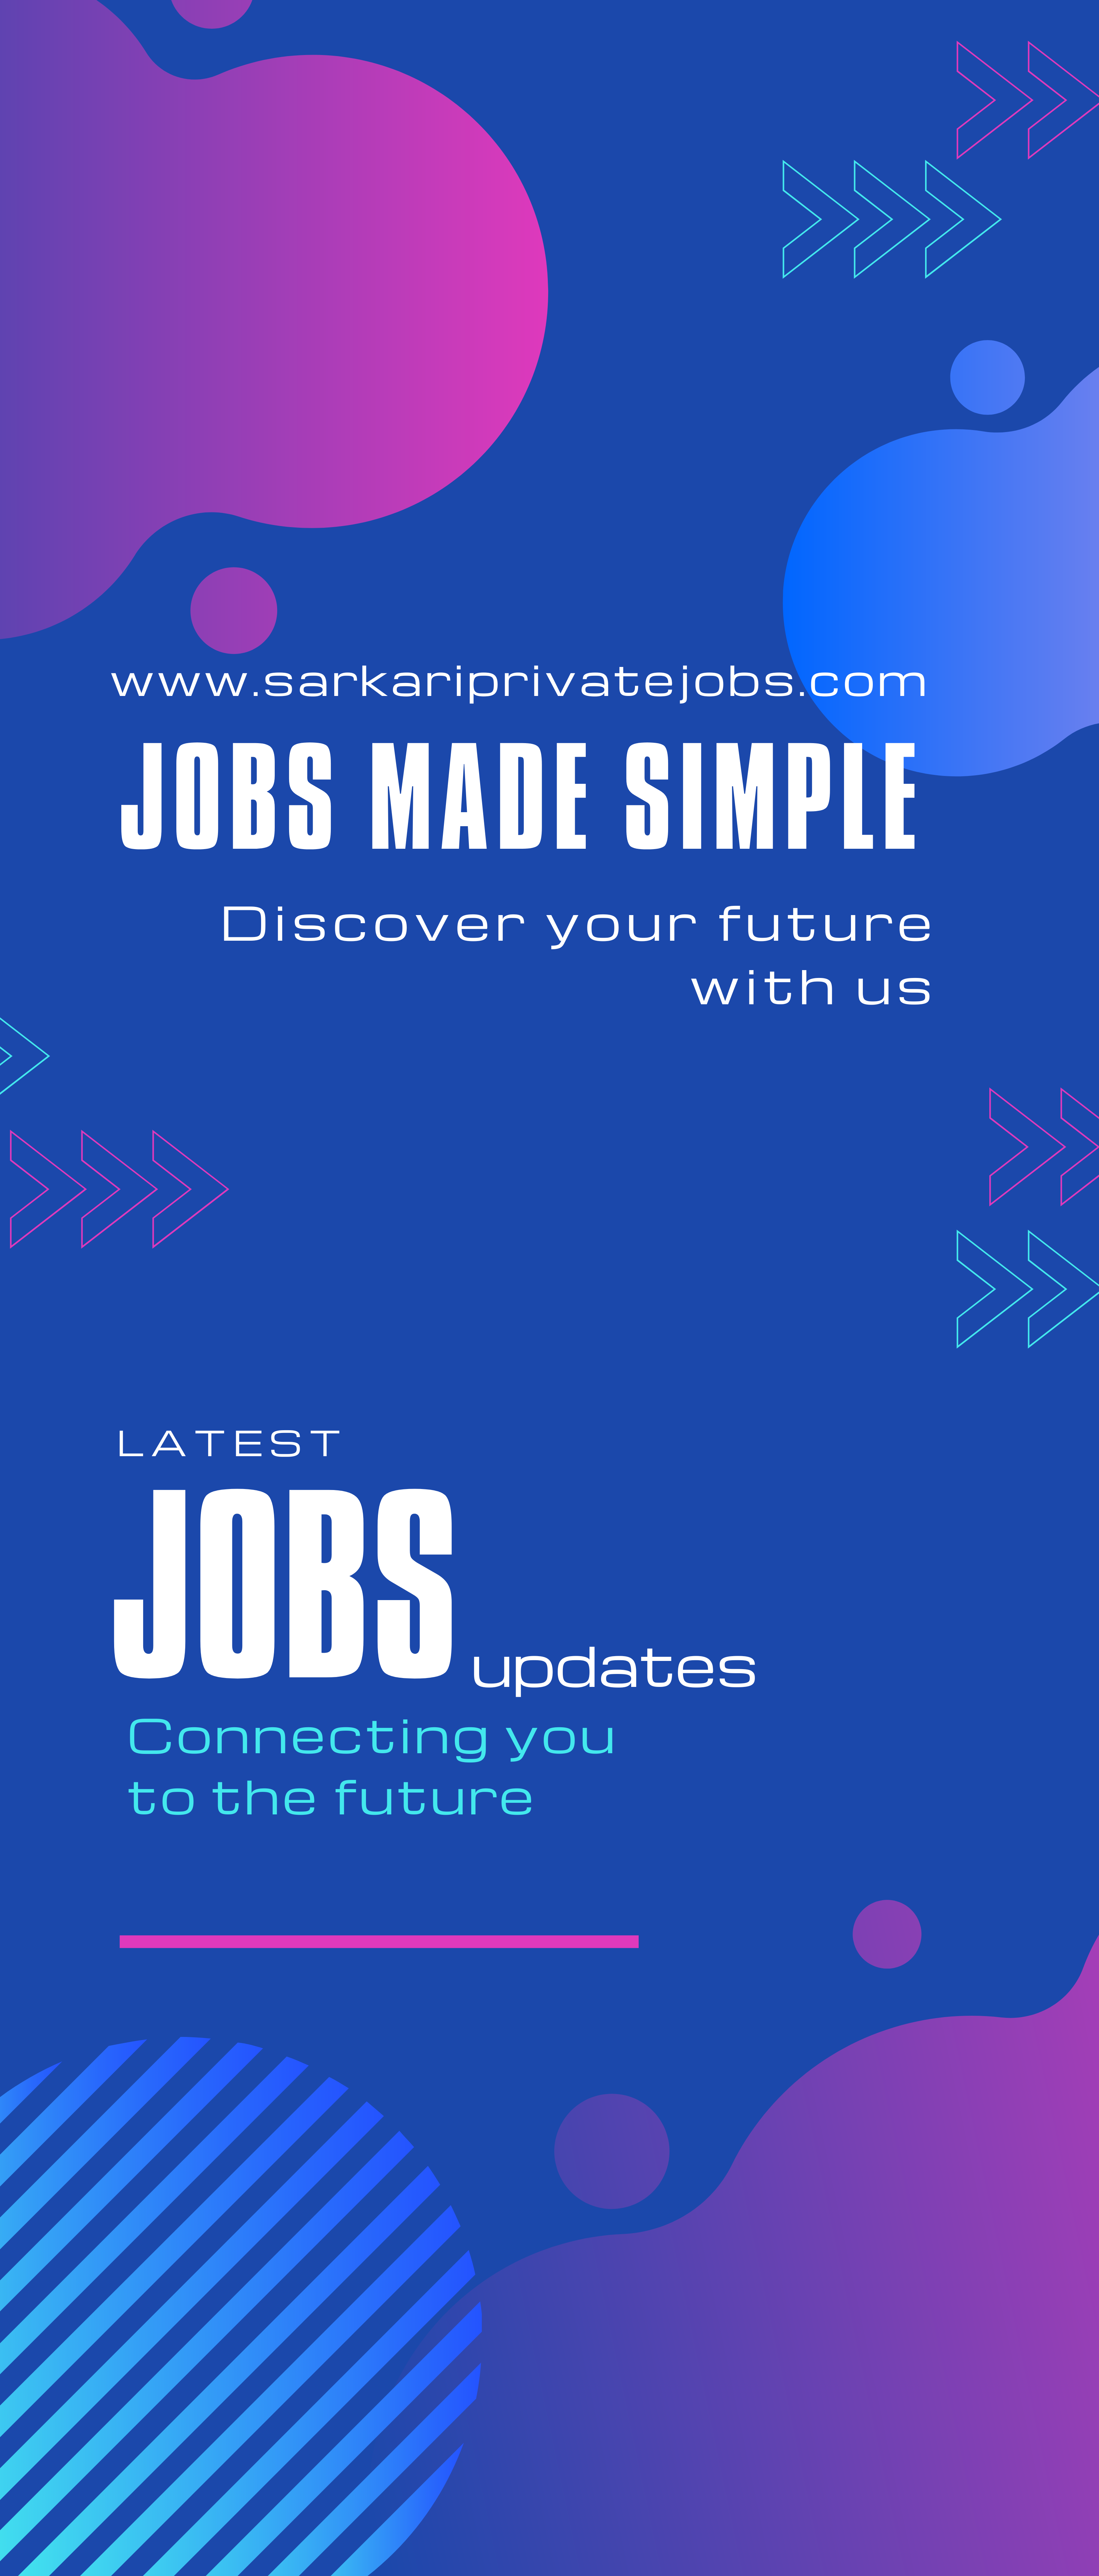 www.sarkariprivatejobs.com
JOBS MADE SIMPLE
Discover your future
with us
LATEST
JOBS updates
Connecting you
to the future